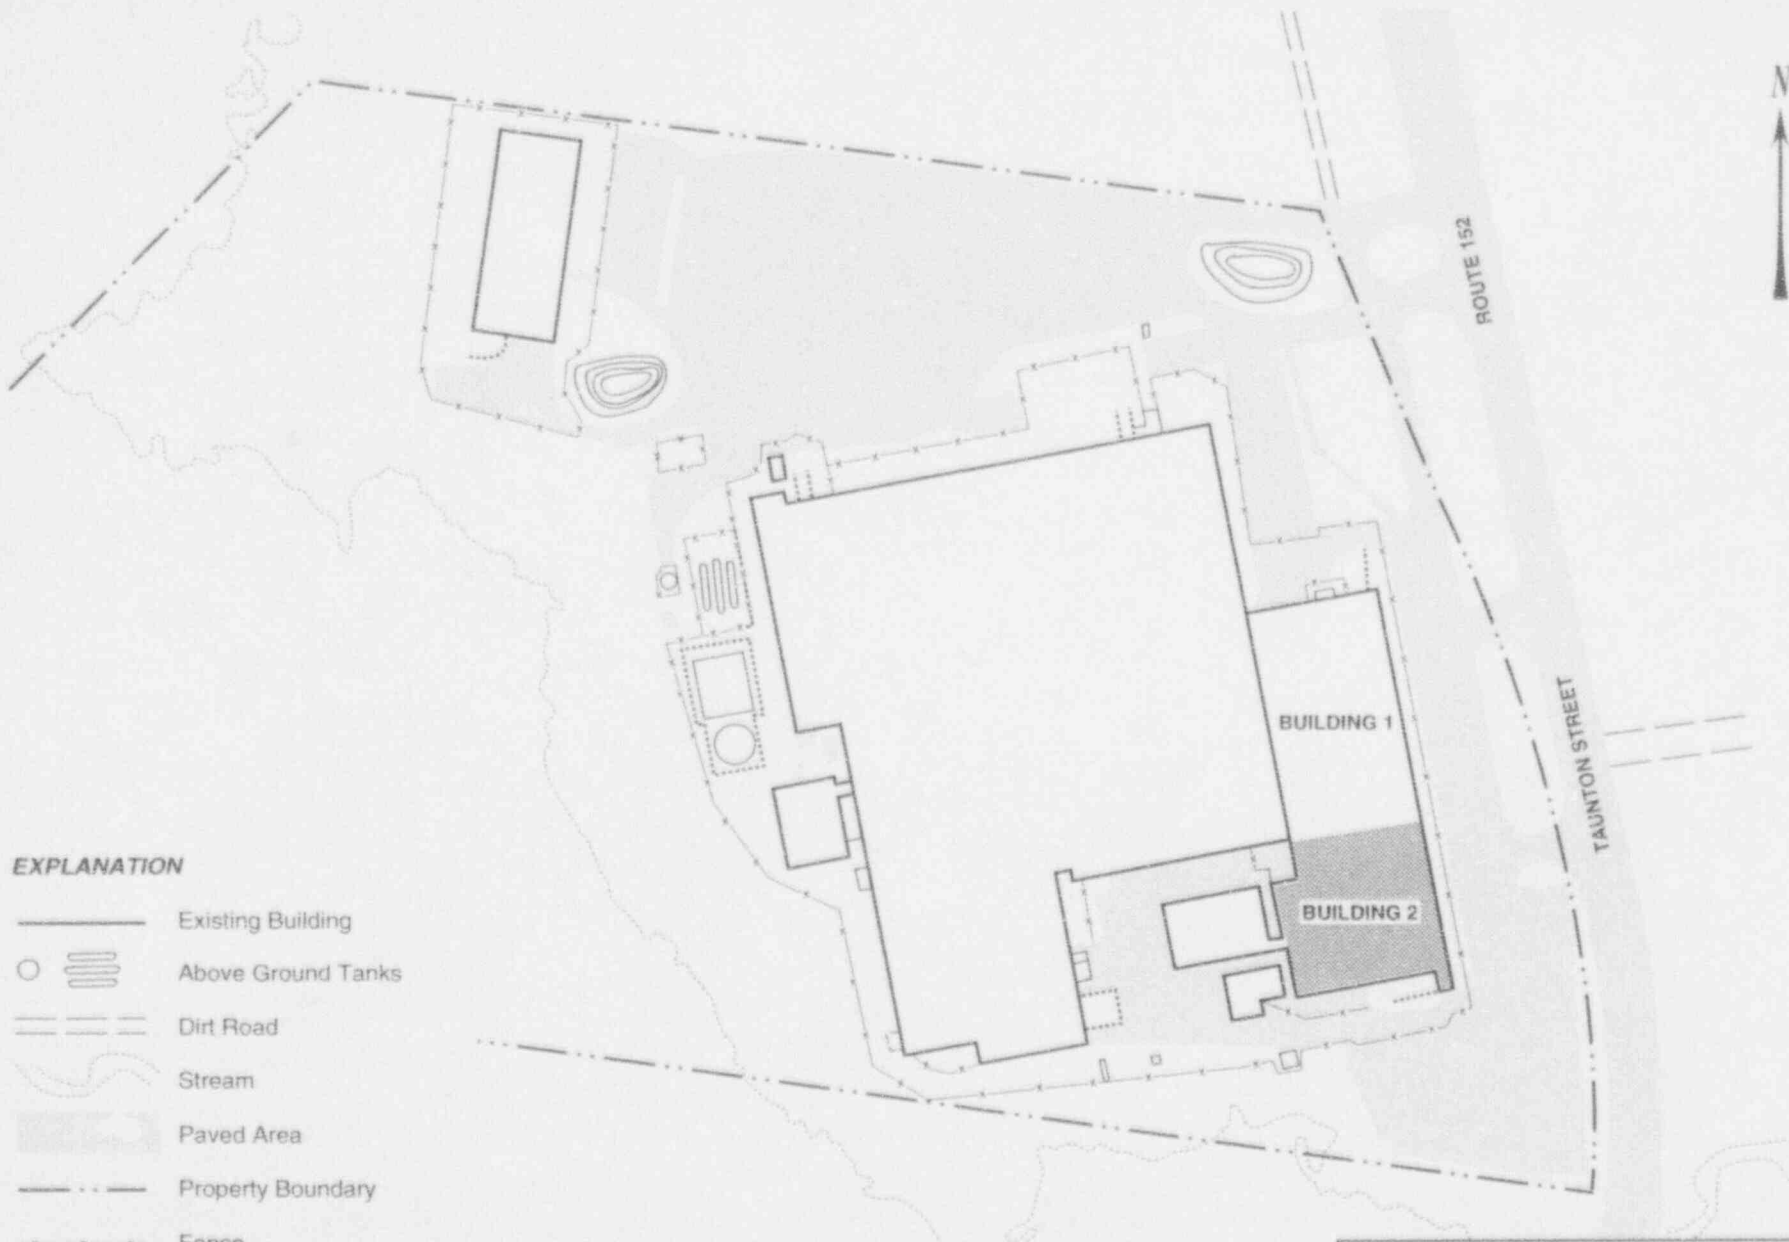 N
ROUTE 152
TAUNTON STREET
BUILDING 1
BUILDING 2
EXPLANATION
Existing Building
Above Ground Tanks
Dirt Road
Stream
Paved Area
Property Boundary
Fence